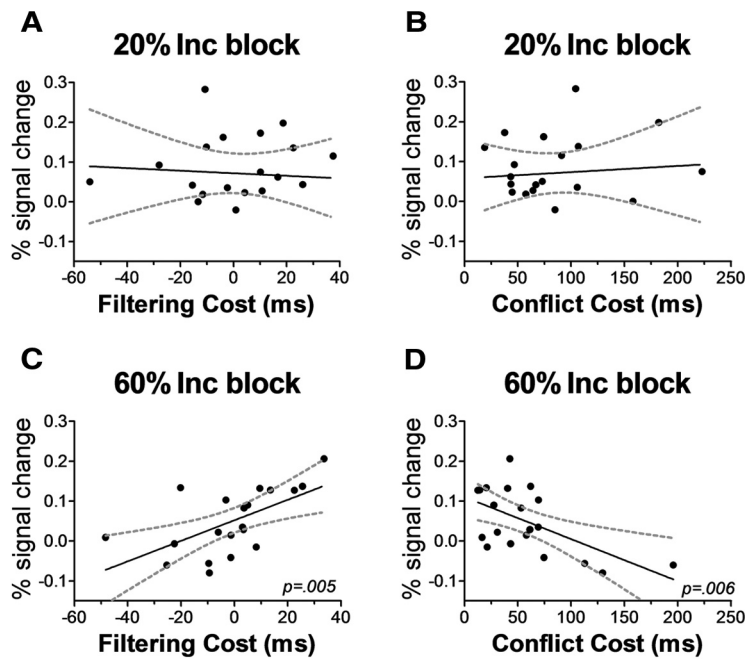 A
20% Inc block
0.3
0.2
0.1
0.0
-0.1
% signal change
-60 -40 -20 0 20 40
Filtering Cost (ms)
B
20% Inc block
0.3
0.2
0.1
0.0
-0.1
% signal change
0 50 100 150 200 250
Conflict Cost (ms)
C
60% Inc block
0.3
0.2
0.1
0.0
-0.1
% signal change
p=.005
-60 -40 -20 0 20 40
Filtering Cost (ms)
D
60% Inc block
0.3
0.2
0.1
0.0
-0.1
% signal change
p=.006
0 50 100 150 200 250
Conflict Cost (ms)